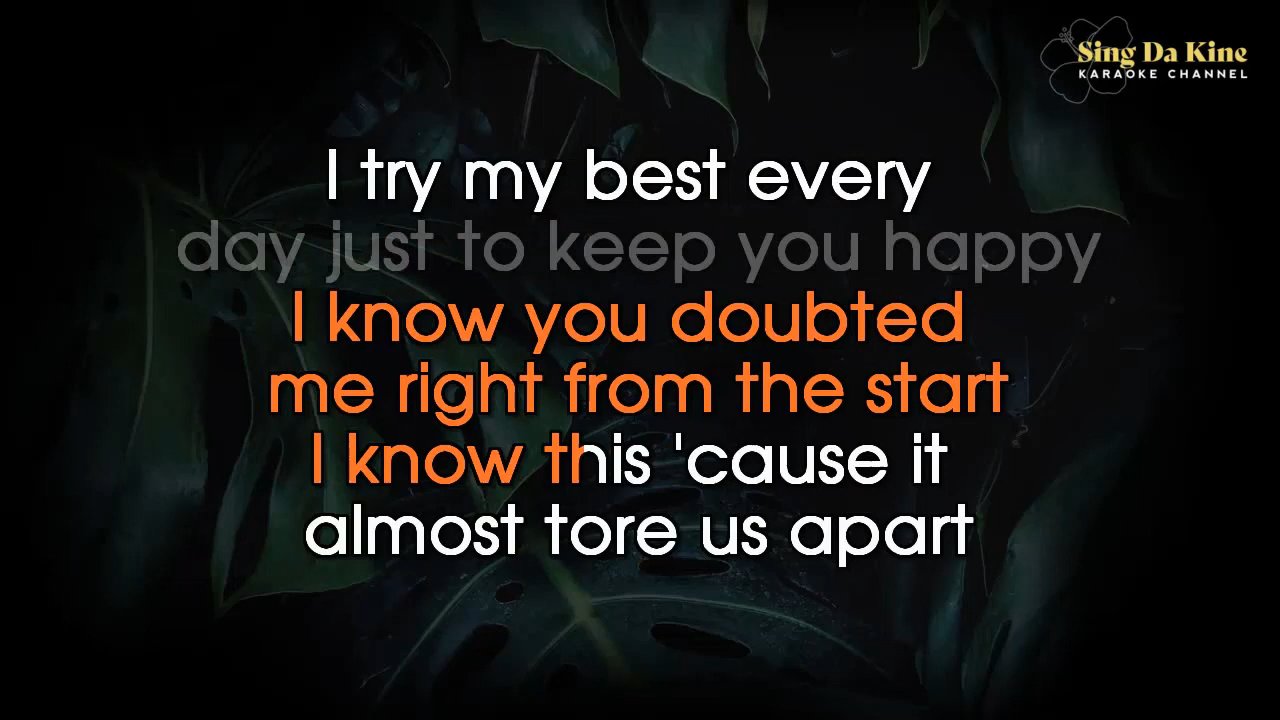 Sing Da Kine
KARAOKE CHANNEL
I try my best every
day just to keep you happy
I know you doubted
me right from the start
I know this 'cause it
almost tore us apart